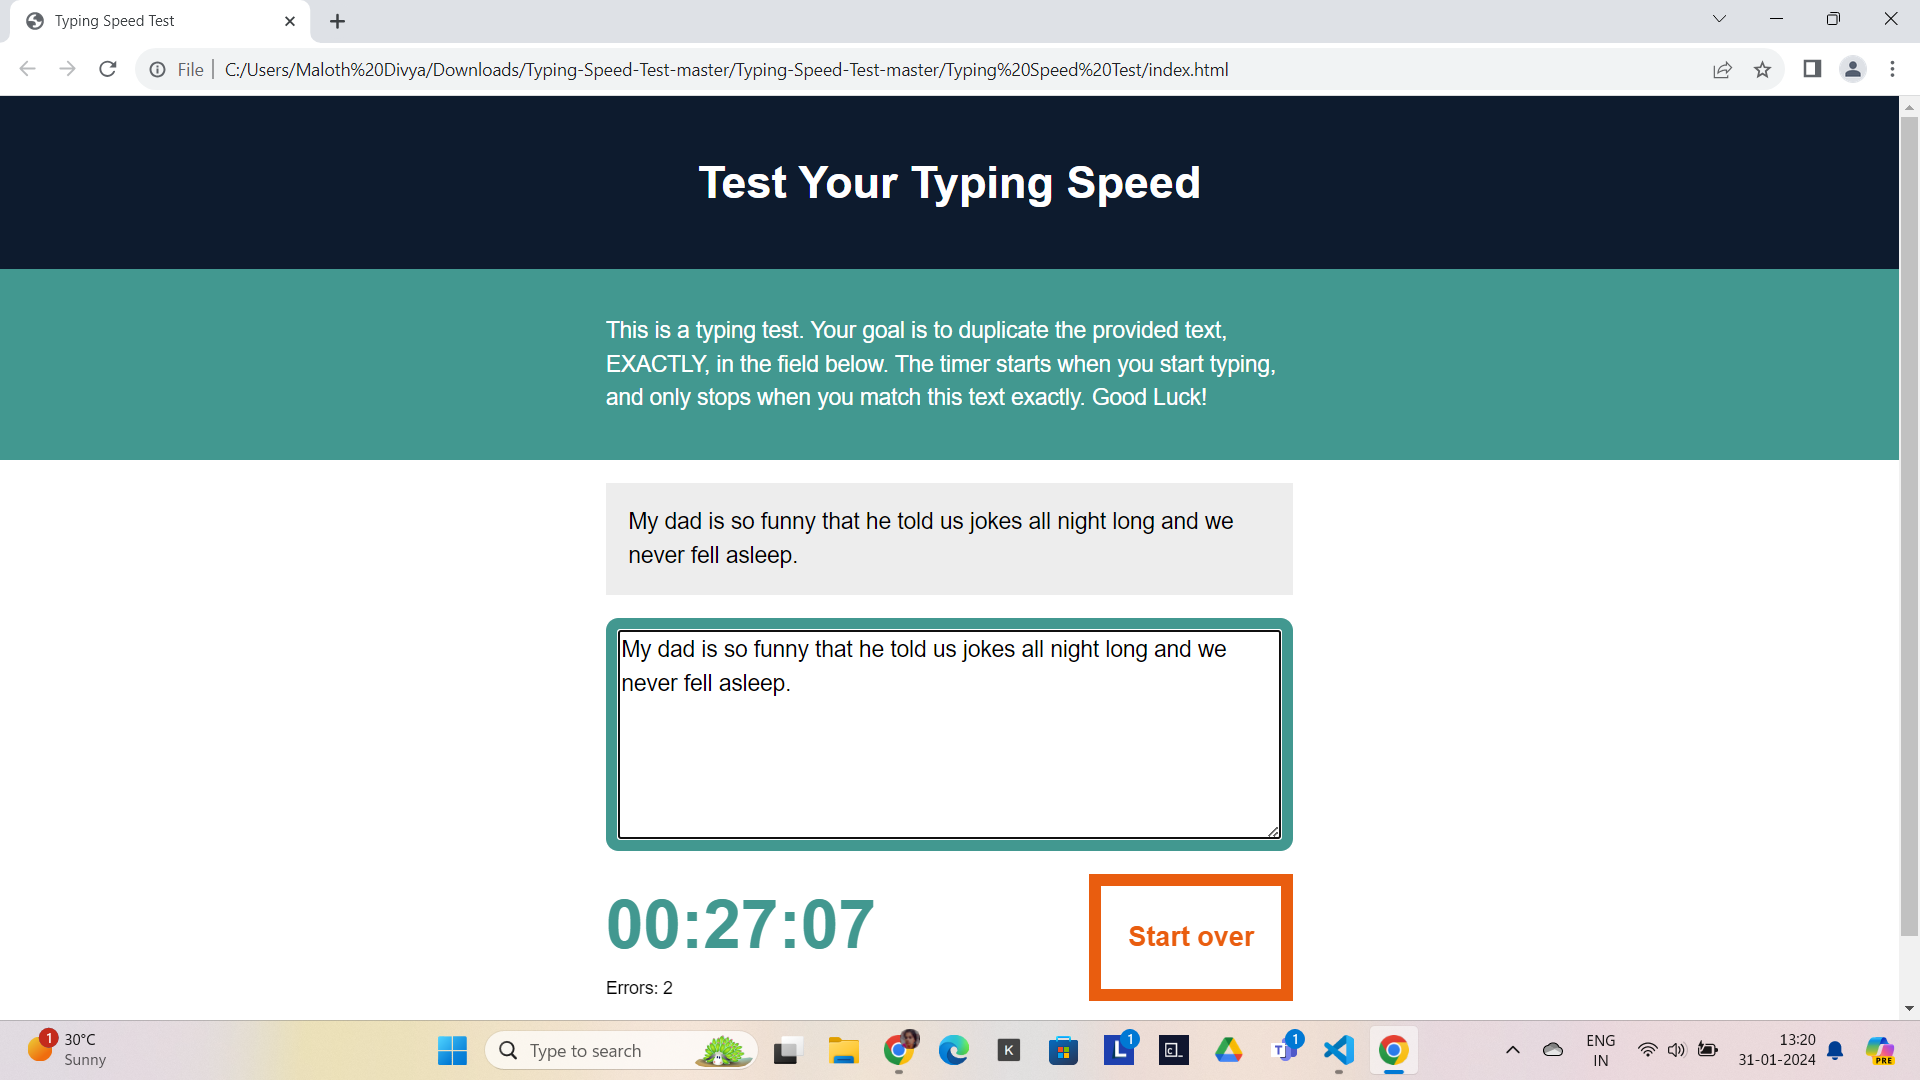 Typing Speed Test
File
C:/Users/Maloth%20Divya/Downloads/Typing-Speed-Test-master/Typing-Speed-Test-master/Typing%20Speed%20Test/index.html
Test Your Typing Speed
This is a typing test. Your goal is to duplicate the provided text,
EXACTLY, in the field below. The timer starts when you start typing,
and only stops when you match this text exactly. Good Luck!
My dad is so funny that he told us jokes all night long and we
never fell asleep.
My dad is so funny that he told us jokes all night long and we
never fell asleep.
00:27:07
Start over
Errors: 2
1
30°C
Sunny
Type to search
K
L
1
C
T
1
ENG
IN
13:20
31-01-2024
PRE